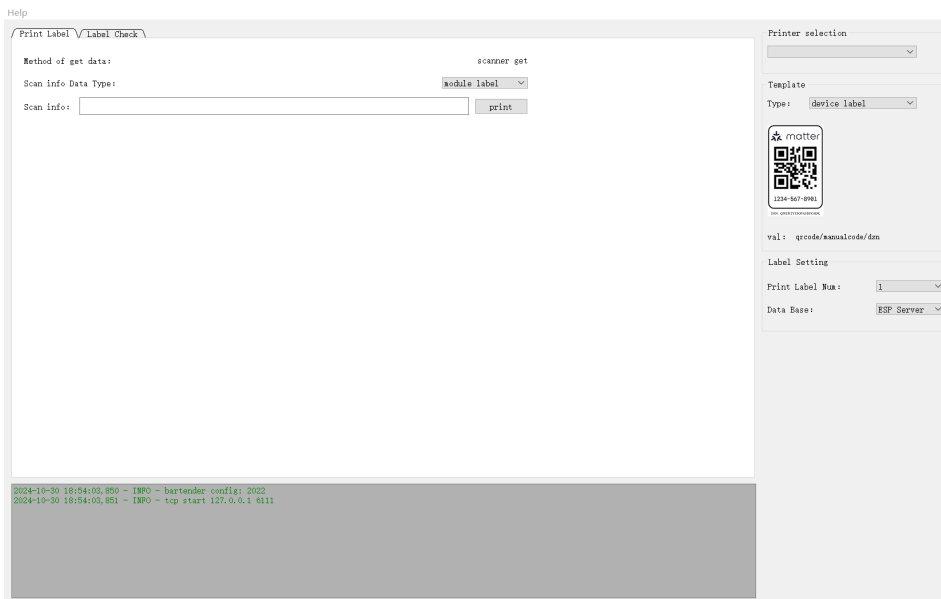 Help
Print Label
Label Check
Method of get data:
scanner get
Scan info Data Type:
module label
Scan info:
print
2024-10-30 18:54:03,850 - INFO - bartender config: 2022
2024-10-30 18:54:03,851 - INFO - tcp start 127.0.0.1 6111
Printer selection
Template
Type:
device label
matter
1234-567-8901
val: qrcode/manualcode/dsn
Label Setting
Print Label Num:
1
Data Base:
ESP Server